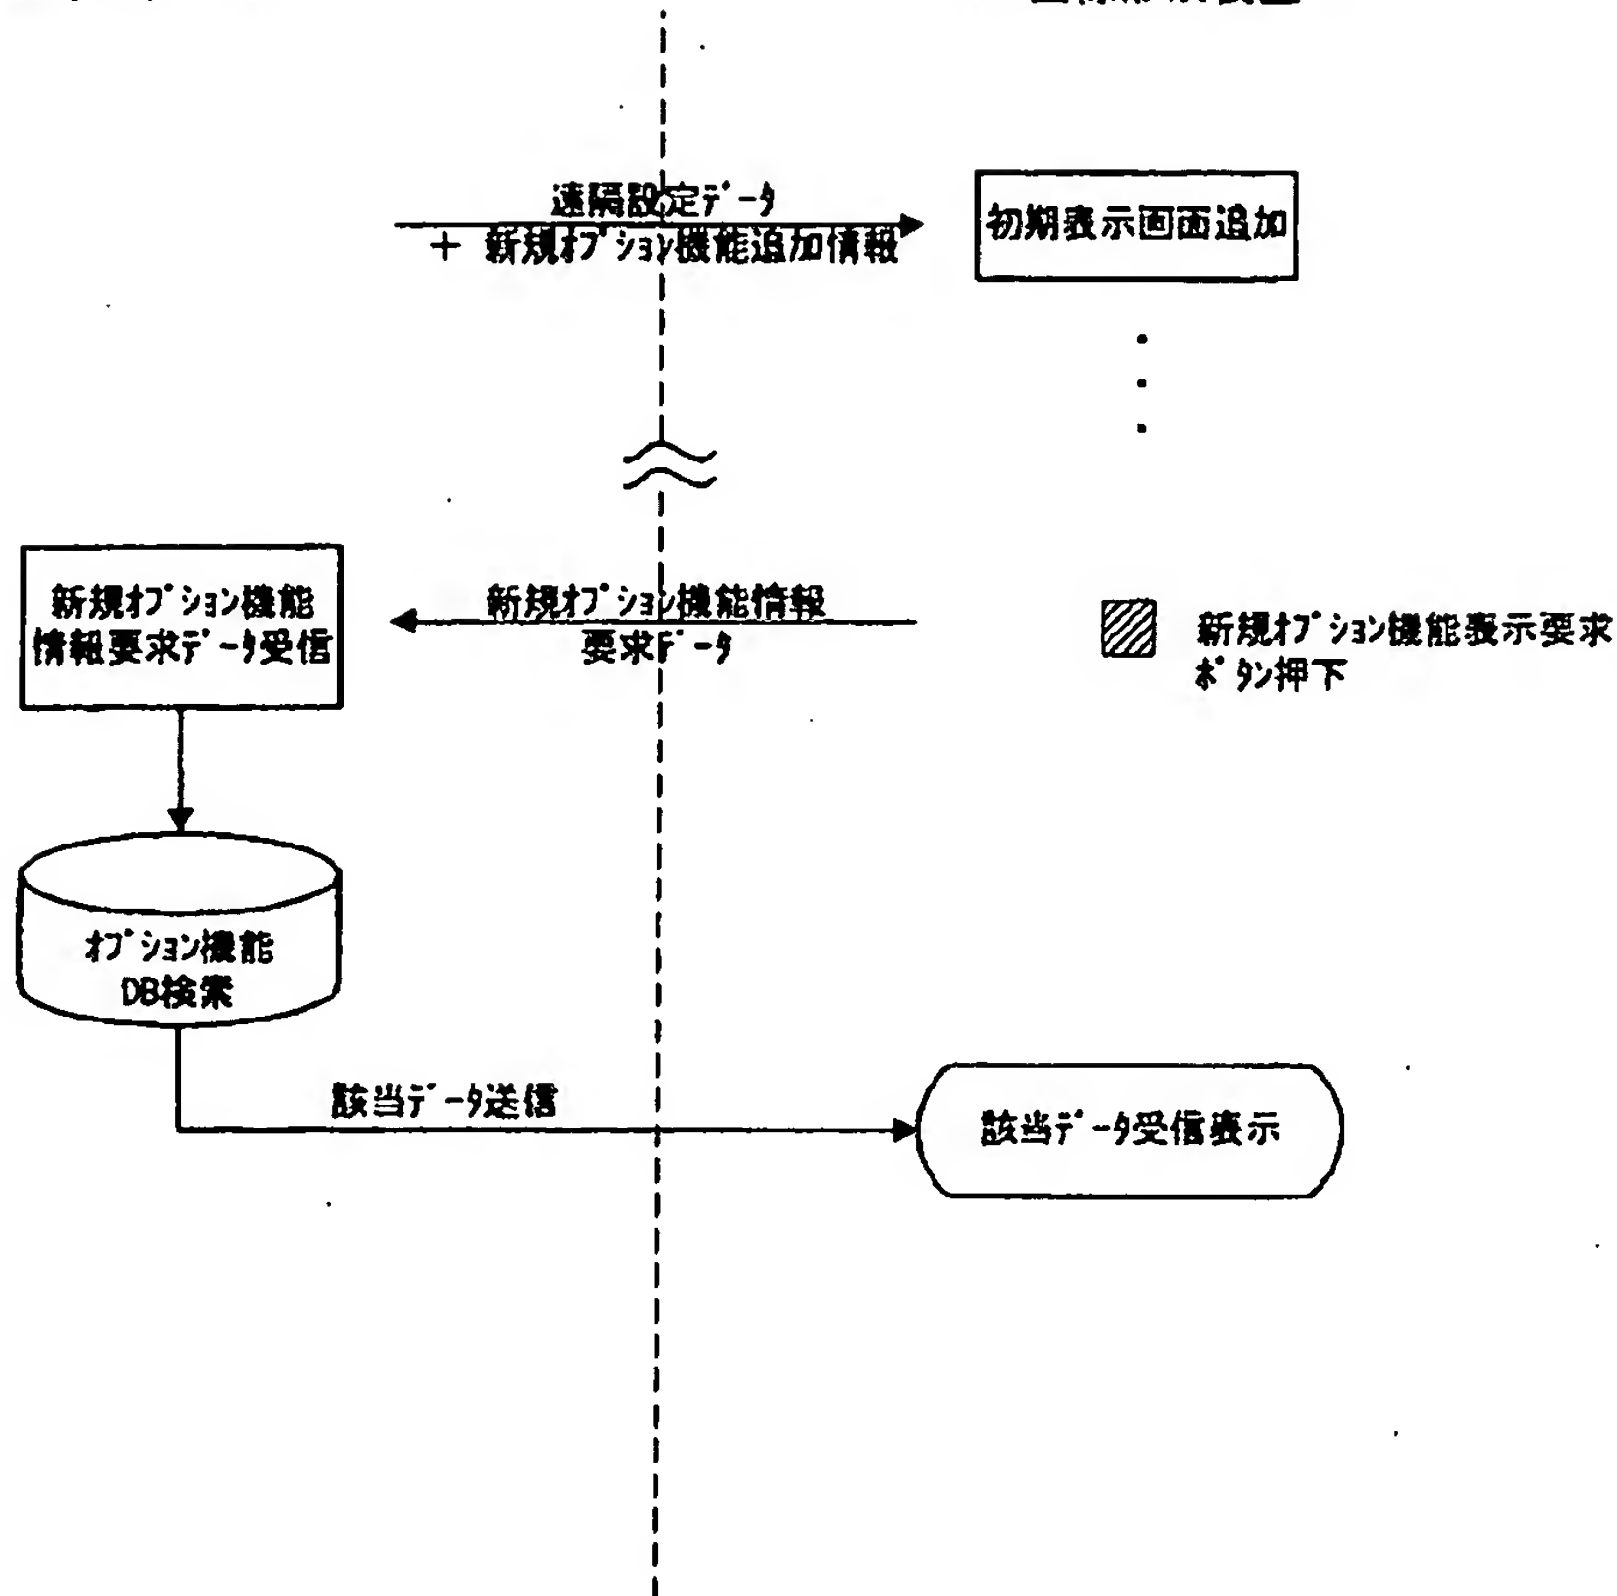 遠隔設定ﾃﾞｰﾀ
+ 新規ｵﾌﾟｼｮﾝ機能追加情報
初期表示画面追加
新規ｵﾌﾟｼｮﾝ機能
情報要求ﾃﾞｰﾀ受信
新規ｵﾌﾟｼｮﾝ機能情報
要求ﾃﾞｰﾀ
新規ｵﾌﾟｼｮﾝ機能表示要求
ﾎﾞﾀﾝ押下
ｵﾌﾟｼｮﾝ機能
DB検索
該当ﾃﾞｰﾀ送信
該当ﾃﾞｰﾀ受信表示